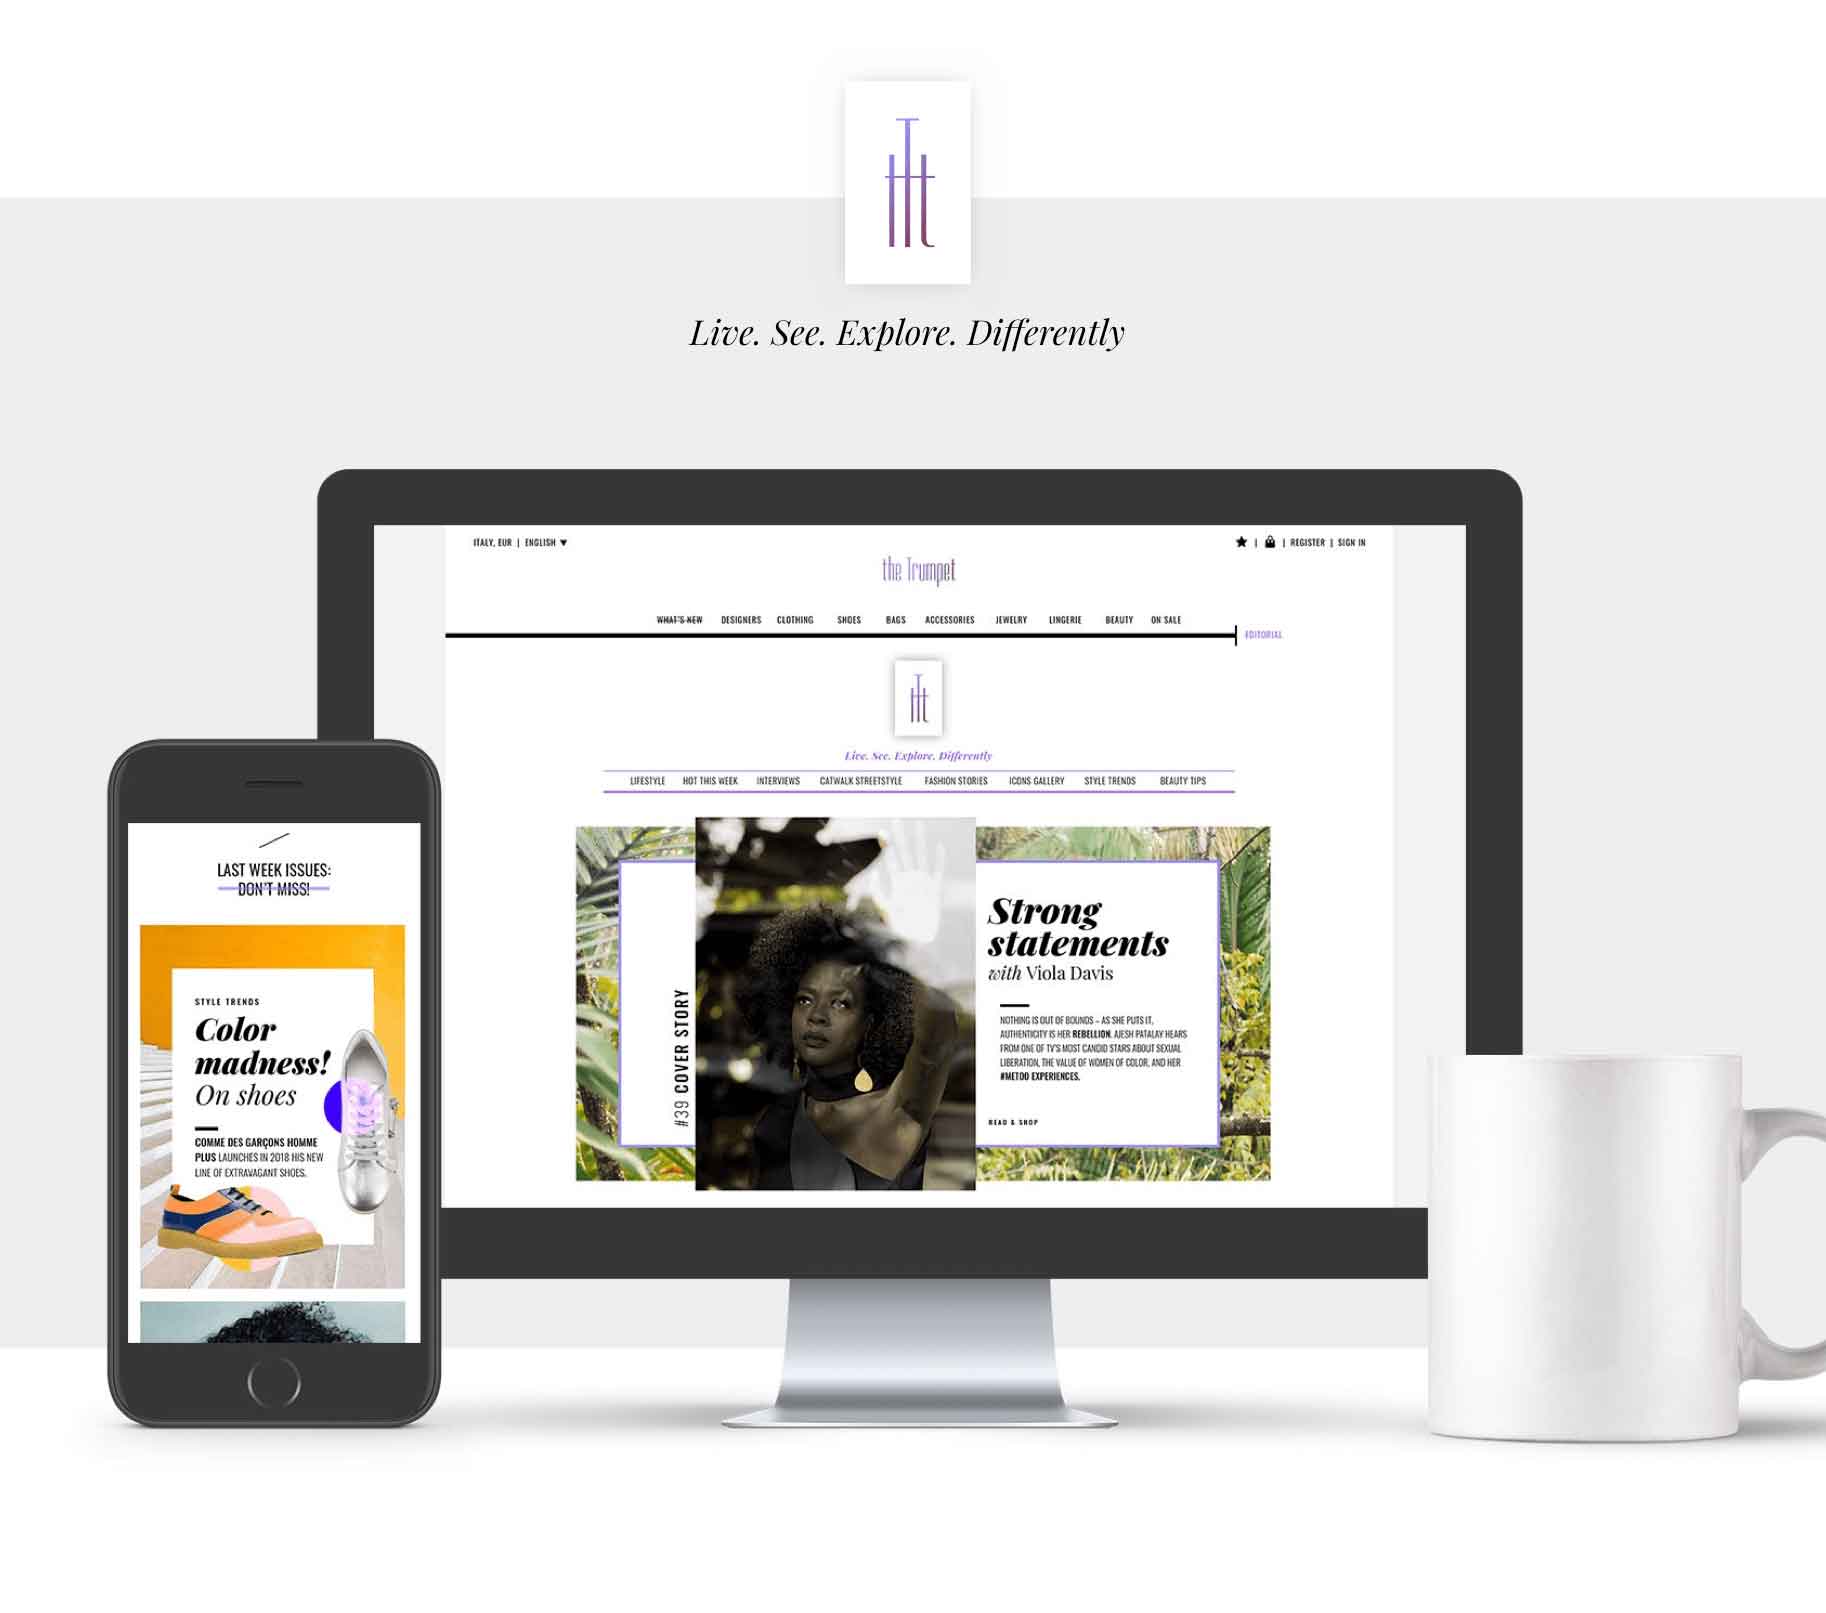 tTt
Live. See. Explore. Differently
ITALY, EUR | ENGLISH ▼
| | REGISTER | SIGN IN
the Trumpet
WHAT'S NEW DESIGNERS CLOTHING SHOES BAGS ACCESSORIES JEWELRY LINGERIE BEAUTY ON SALE
EDITORIAL
tTt
Live. See. Explore. Differently
LIFESTYLE HOT THIS WEEK INTERVIEWS CATWALK STREETSTYLE FASHION STORIES ICONS GALLERY STYLE TRENDS BEAUTY TIPS
#39 COVER STORY
Strong
statements
with Viola Davis
NOTHING IS OUT OF BOUNDS – AS SHE PUTS IT,
AUTHENTICITY IS HER REBELLION. AJESH PATALAY HEARS
FROM ONE OF TV'S MOST CANDID STARS ABOUT SEXUAL
LIBERATION, THE VALUE OF WOMEN OF COLOR, AND HER
#METOO EXPERIENCES.
READ & SHOP
LAST WEEK ISSUES:
DON'T MISS!
STYLE TRENDS
Color
madness!
On shoes
COMME DES GARÇONS HOMME
PLUS LAUNCHES IN 2018 HIS NEW
LINE OF EXTRAVAGANT SHOES.